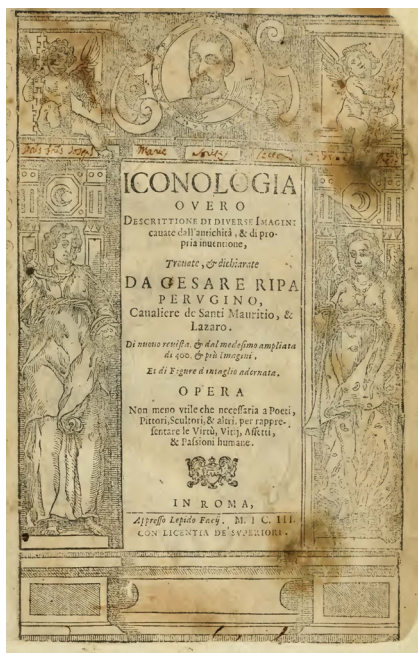 Marie
ICONOLOGIA
OVERO
DESCRITTIONE DI DIVERSE IMAGINI
cauate dall'antichità, & di pro-
pria inuentione,
Trouate, & dichiarate
DA CESARE RIPA
PERVGINO,
Caualiere de Santi Mauritio, &
Lazaro.
Di nuouo reuista, & dal medesimo ampliata
di 400. & più imagini,
Et di Figure d'intaglio adornata.
OPERA
Non meno vtile che necessaria a Poeti,
Pittori, Scultori, & altri, per rappre-
sentare le Virtù, Vitij, Affetti,
& Passioni humane.
IN ROMA,
Appresso Lepido Facij. M. D C. III.
CON LICENTIA DE' SVPERIORI.